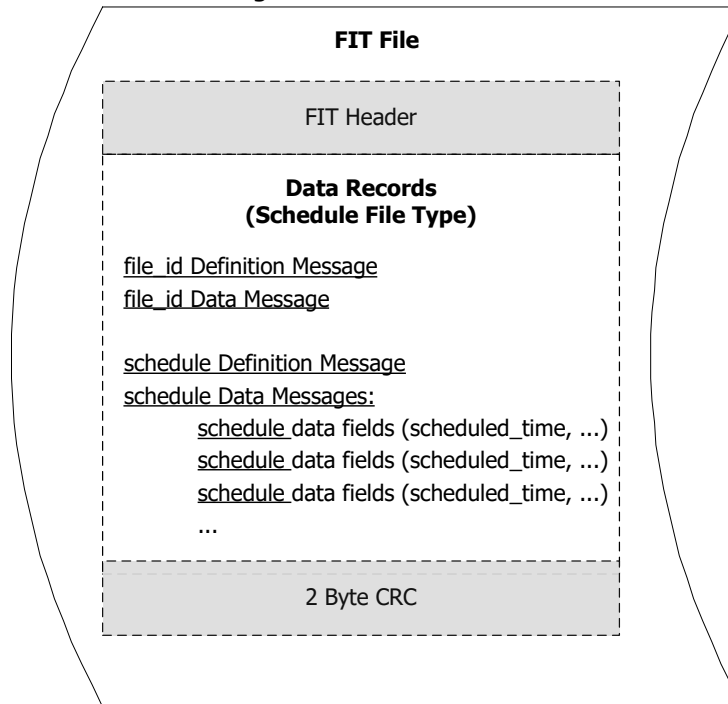 FIT File
FIT Header
Data Records
(Schedule File Type)
file_id Definition Message
file_id Data Message
schedule Definition Message
schedule Data Messages:
schedule data fields (scheduled_time, ...)
schedule data fields (scheduled_time, ...)
schedule data fields (scheduled_time, ...)
...
2 Byte CRC